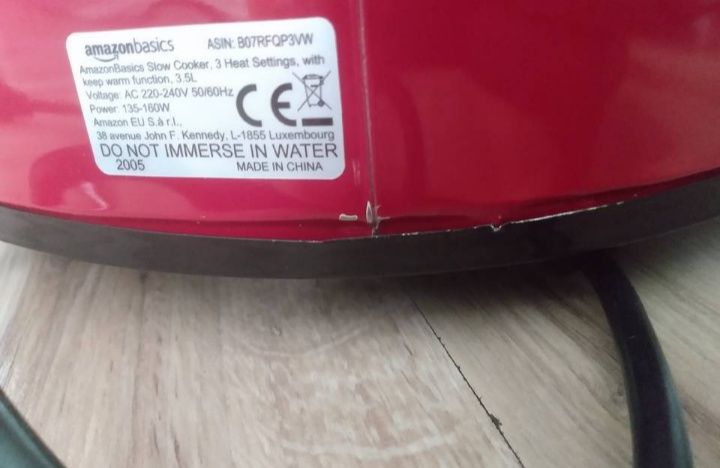 amazonbasics ASIN: B07RFQP3VW
AmazonBasics Slow Cooker, 3 Heat Settings, with
keep warm function, 3.5L
Voltage: AC 220-240V 50/60Hz
Power: 135-160W
Amazon EU S.à r.l.,
38 avenue John F. Kennedy, L-1855 Luxembourg
CE
DO NOT IMMERSE IN WATER
2005 MADE IN CHINA